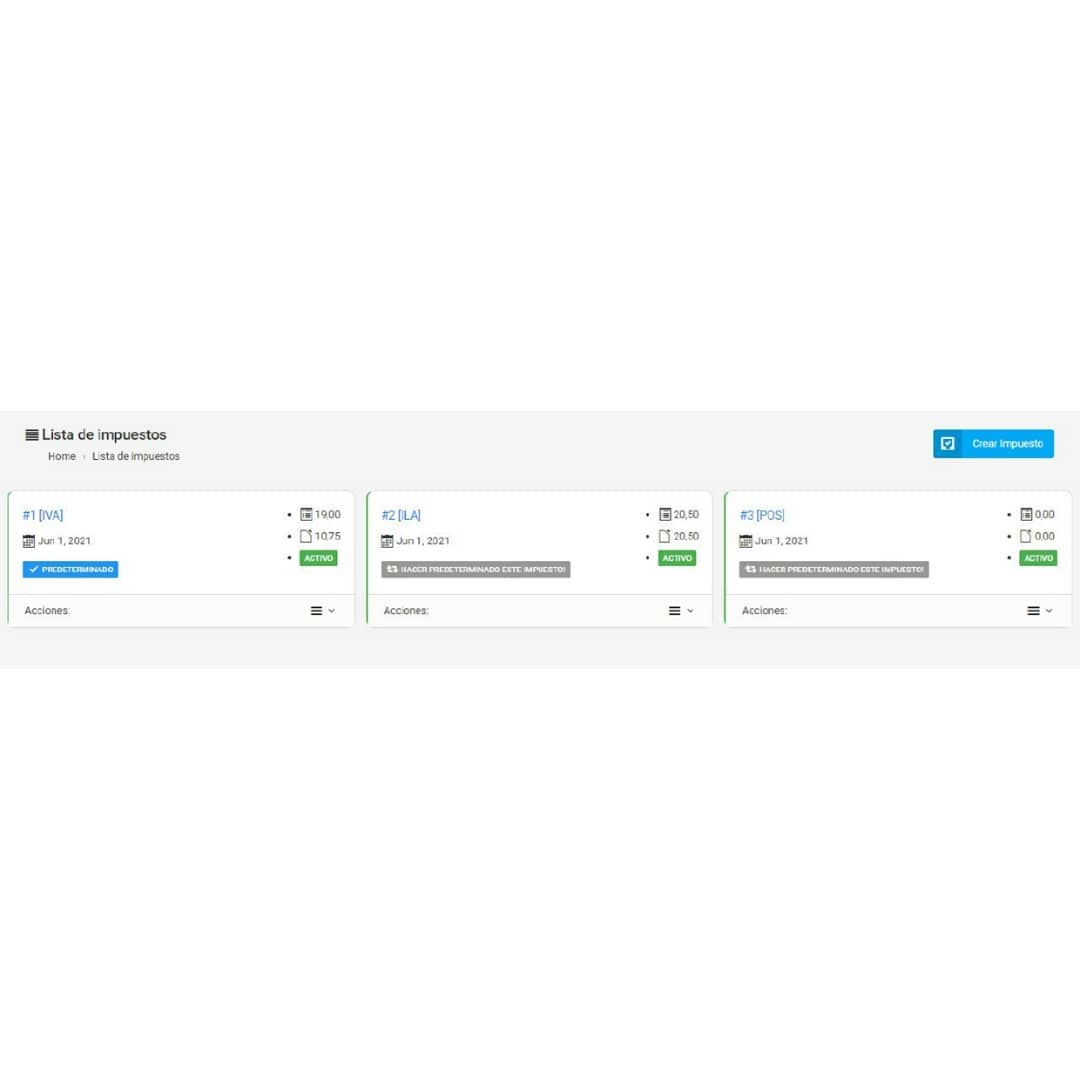 Lista de impuestos
Home › Lista de impuestos
Crear Impuesto
#1 [IVA]
19,00
Jun 1, 2021
10,75
PREDETERMINADO
ACTIVO
Acciones:
#2 [ILA]
20,50
Jun 1, 2021
20,50
HACER PREDETERMINADO ESTE IMPUESTO!
ACTIVO
Acciones:
#3 [POS]
0,00
Jun 1, 2021
0,00
HACER PREDETERMINADO ESTE IMPUESTO!
ACTIVO
Acciones: